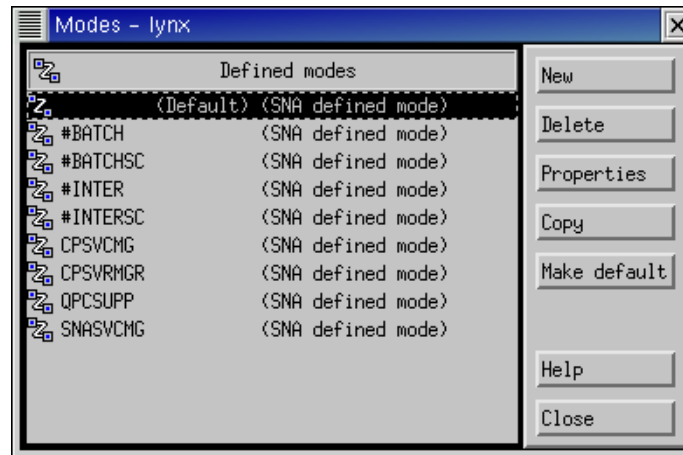 Modes - lynx
Defined modes
(Default) (SNA defined mode)
#BATCH (SNA defined mode)
#BATCHSC (SNA defined mode)
#INTER (SNA defined mode)
#INTERSC (SNA defined mode)
CPSVCMG (SNA defined mode)
CPSVRMGR (SNA defined mode)
QPCSUPP (SNA defined mode)
SNASVCMG (SNA defined mode)
New
Delete
Properties
Copy
Make default
Help
Close